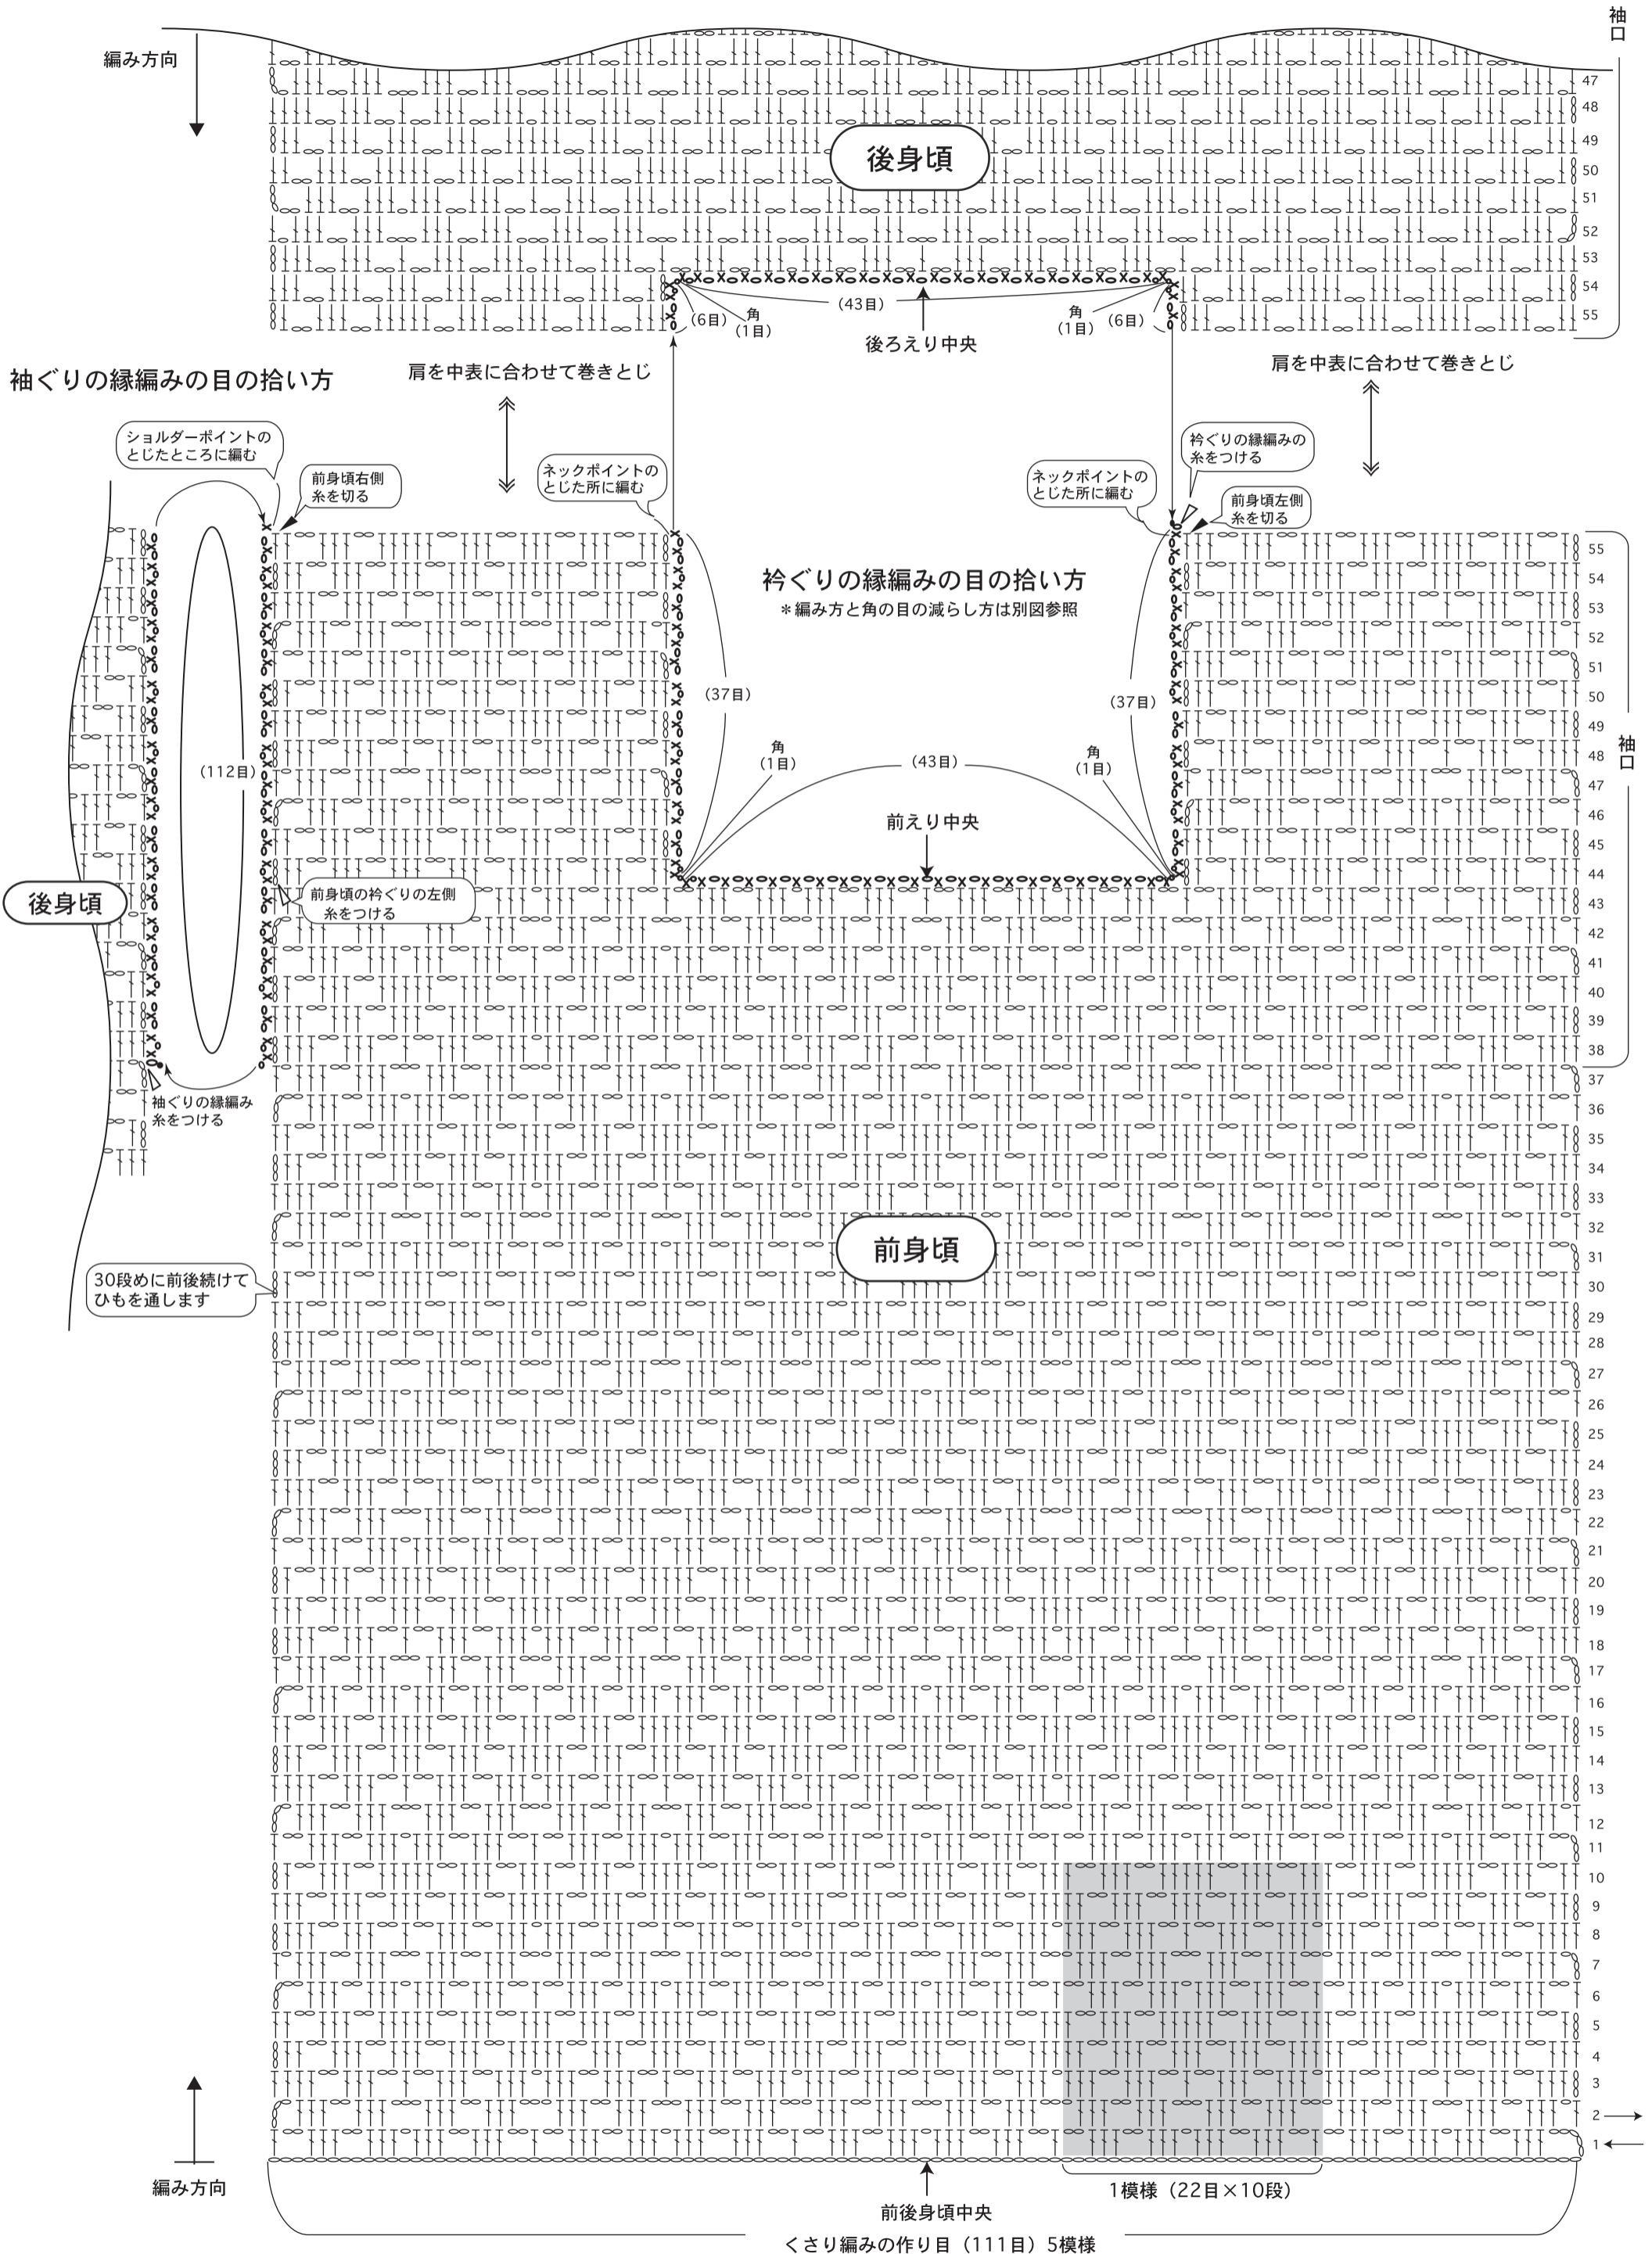 袖口
編み方向
47
48
49
50
51
52
53
54
55
後身頃
(43目)
(6目)
角
(1目)
角
(1目)
(6目)
後ろえり中央
袖ぐりの縁編みの目の拾い方
肩を中表に合わせて巻きとじ
肩を中表に合わせて巻きとじ
ショルダーポイントの
とじたところに編む
前身頃右側
糸を切る
ネックポイントの
とじた所に編む
ネックポイントの
とじた所に編む
衿ぐりの縁編みの
糸をつける
前身頃左側
糸を切る
衿ぐりの縁編みの目の拾い方
*編み方と角の目の減らし方は別図参照
(37目)
(37目)
(112目)
角
(1目)
(43目)
角
(1目)
前えり中央
袖口
後身頃
前身頃の衿ぐりの左側
糸をつける
袖ぐりの縁編み
糸をつける
前身頃
30段めに前後続けて
ひもを通します
55
54
53
52
51
50
49
48
47
46
45
44
43
42
41
40
39
38
37
36
35
34
33
32
31
30
29
28
27
26
25
24
23
22
21
20
19
18
17
16
15
14
13
12
11
10
9
8
7
6
5
4
3
2
1
編み方向
1模様(22目×10段)
前後身頃中央
くさり編みの作り目(111目)5模様